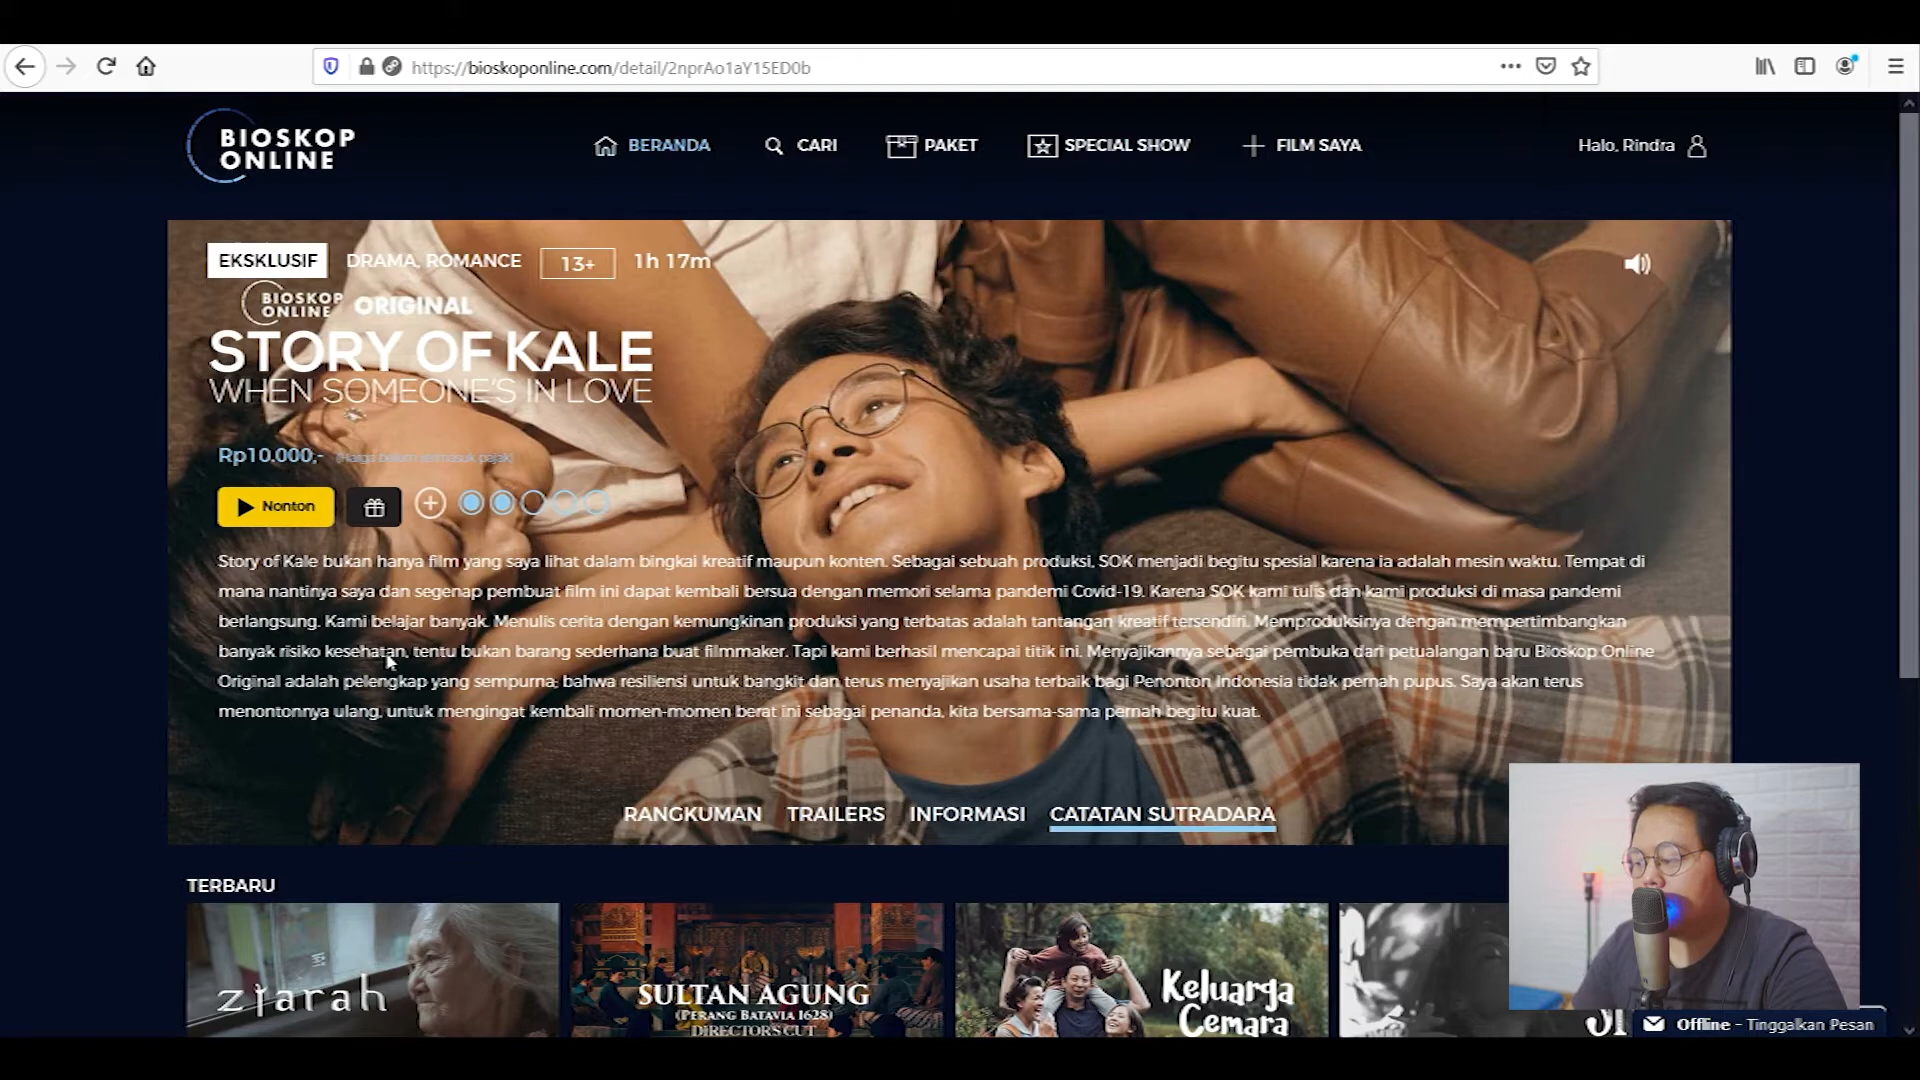 https://bioskoponline.com/detail/2nprAo1aY15ED0b
BIOSKOP
ONLINE
BERANDA
CARI
PAKET
SPECIAL SHOW
FILM SAYA
Halo, Rindra
EKSKLUSIF
DRAMA, ROMANCE
13+
1h 17m
BIOSKOP
ONLINE
ORIGINAL
STORY OF KALE
WHEN SOMEONE'S IN LOVE
Rp10.000,- (Harga belum termasuk pajak)
Nonton
Story of Kale bukan hanya film yang saya lihat dalam bingkai kreatif maupun konten. Sebagai sebuah produksi, SOK menjadi begitu spesial karena ia adalah mesin waktu. Tempat di
mana nantinya saya dan segenap pembuat film ini dapat kembali bersua dengan memori selama pandemi Covid-19. Karena SOK kami tulis dan kami produksi di masa pandemi
berlangsung. Kami belajar banyak. Menulis cerita dengan kemungkinan produksi yang terbatas adalah tantangan kreatif tersendiri. Memproduksinya dengan mempertimbangkan
banyak risiko kesehatan, tentu bukan barang sederhana buat filmmaker. Tapi kami berhasil mencapai titik ini. Menyajikannya sebagai pembuka dari petualangan baru Bioskop Online
Original adalah pelengkap yang sempurna; bahwa resiliensi untuk bangkit dan terus menyajikan usaha terbaik bagi Penonton Indonesia tidak pernah pupus. Saya akan terus
menontonnya ulang, untuk mengingat kembali momen-momen berat ini sebagai penanda, kita bersama-sama pernah begitu kuat.
RANGKUMAN
TRAILERS
INFORMASI
CATATAN SUTRADARA
TERBARU
ziarah
SULTAN AGUNG
(PERANG BATAVIA 1628)
DIRECTOR'S CUT
Keluarga
Cemara
Offline - Tinggalkan Pesan